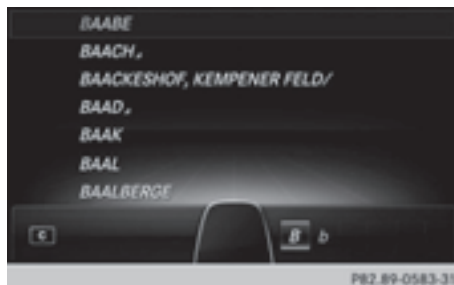 BAABE
BAACH
BAACKESHOF, KEMPENER FELD/
BAAD
BAAK
BAAL
BAALBERGE
C B b
P82.89-0583-31